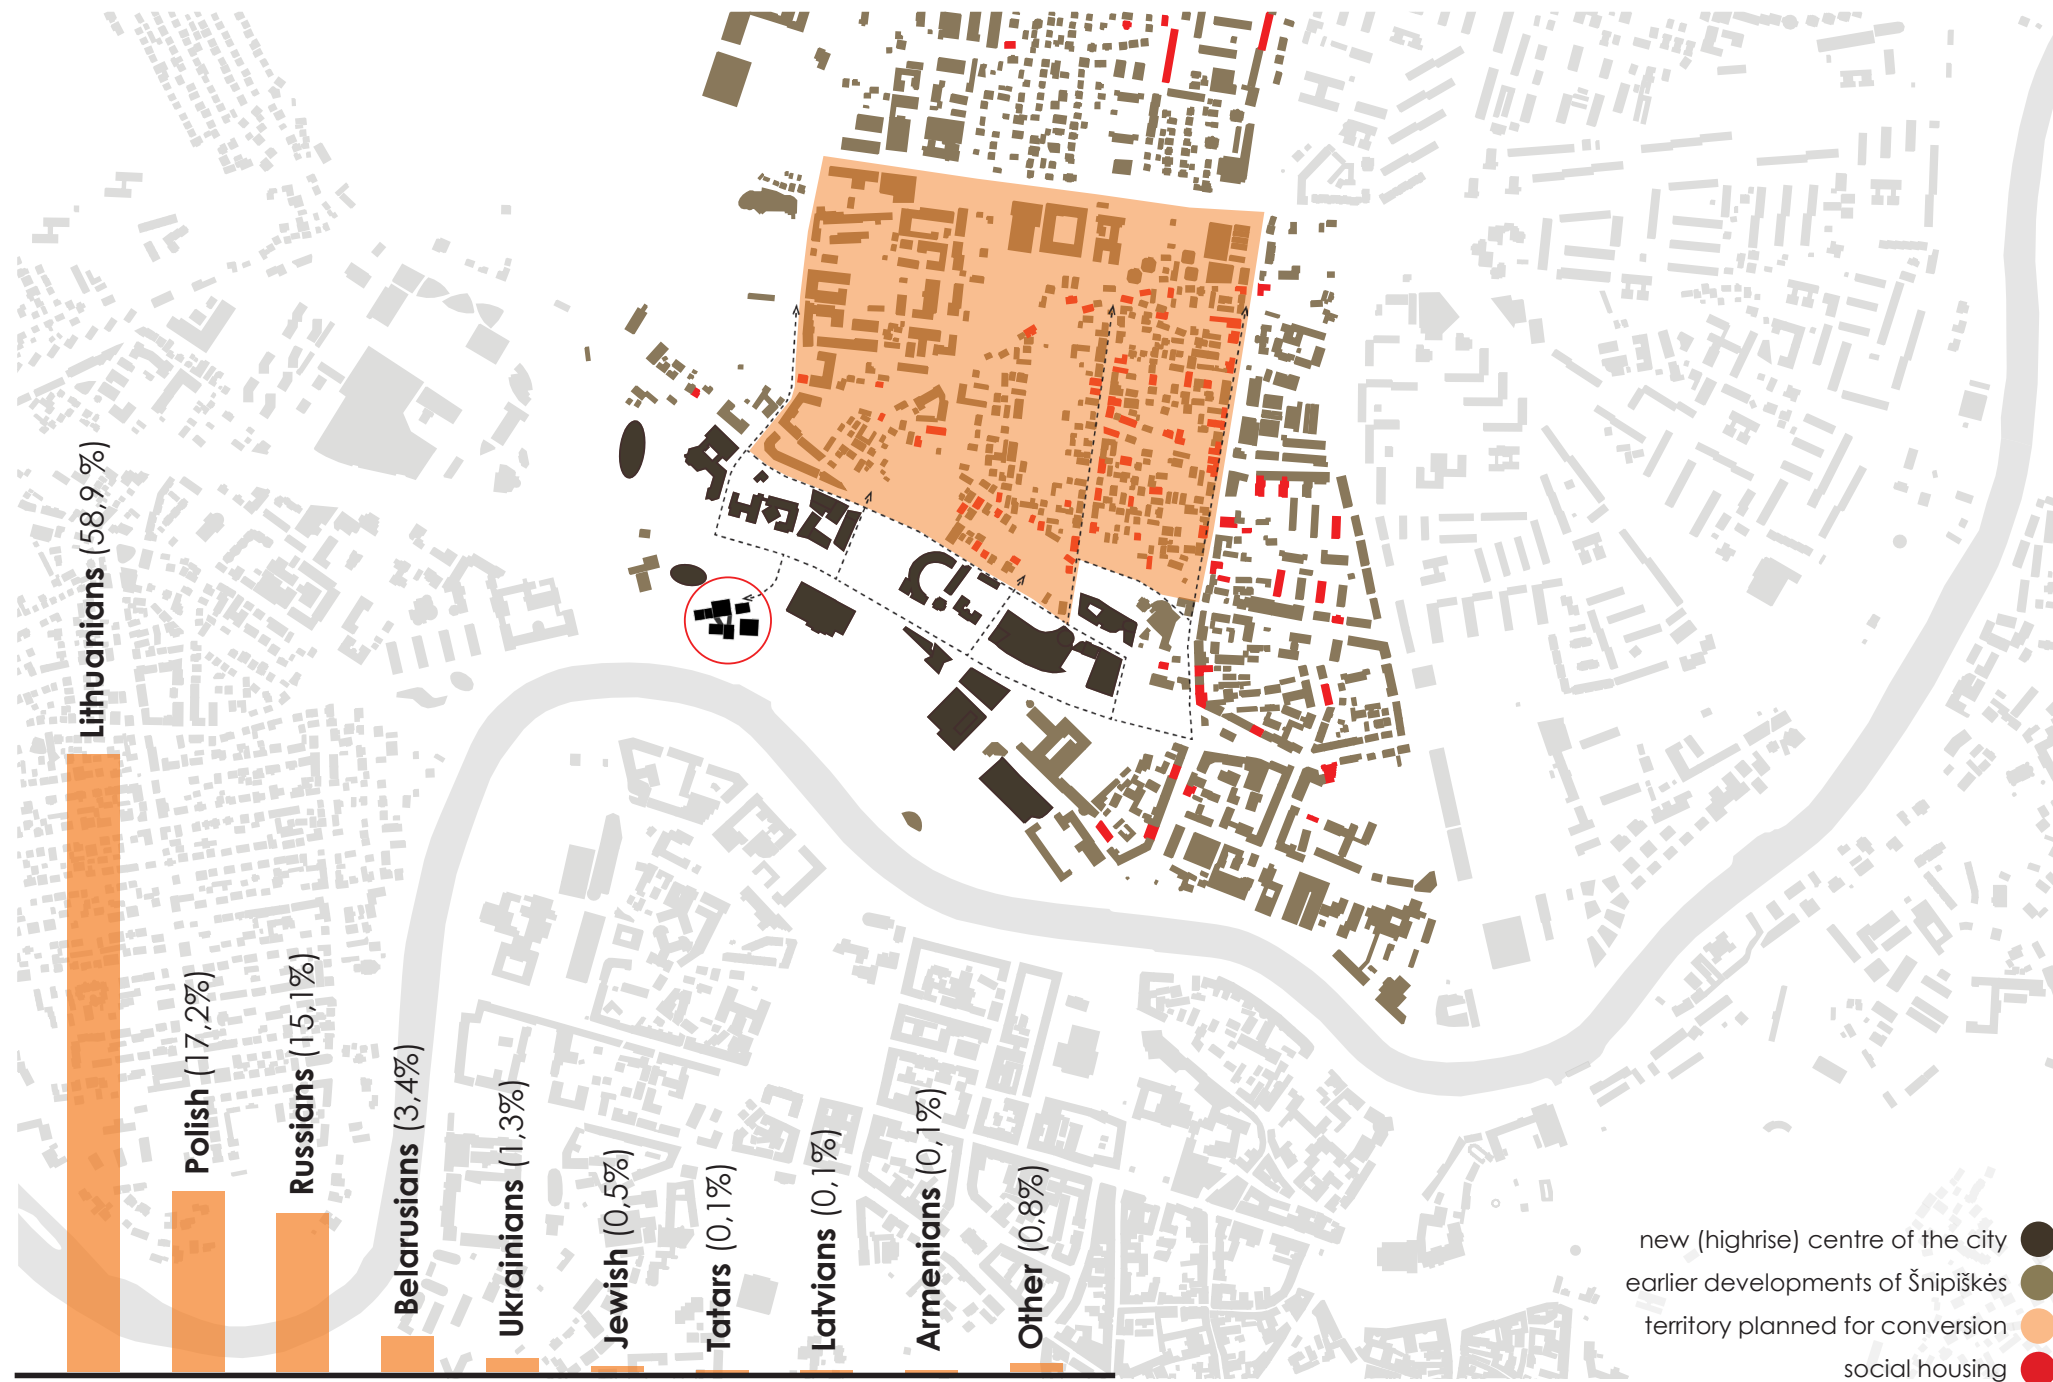 Lithuanians (58,9 %)
Polish (17,2%)
Russians (15,1%)
Belarusians (3,4%)
Ukrainians (1,3%)
Jewish (0,5%)
Tatars (0,1%)
Latvians (0,1%)
Armenians (0,1%)
Other (0,8%)
new (highrise) centre of the city
earlier developments of Šnipiškės
territory planned for conversion
social housing